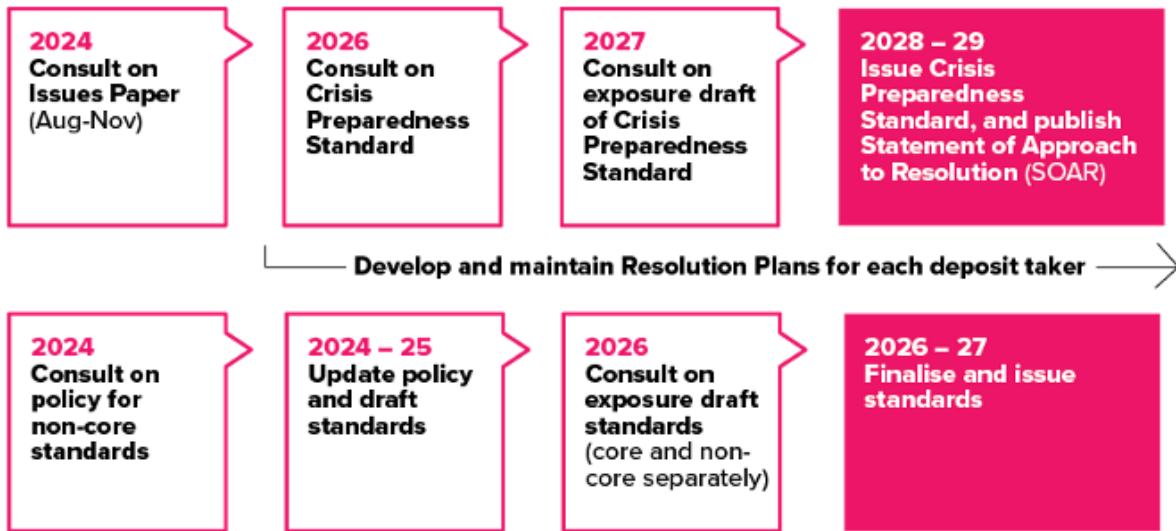 2024
Consult on
Issues Paper
(Aug-Nov)
2026
Consult on
Crisis
Preparedness
Standard
2027
Consult on
exposure draft
of Crisis
Preparedness
Standard
2028 – 29
Issue Crisis
Preparedness
Standard, and publish
Statement of Approach
to Resolution (SOAR)
Develop and maintain Resolution Plans for each deposit taker
2024
Consult on
policy for
non-core
standards
2024 – 25
Update policy
and draft
standards
2026
Consult on
exposure draft
standards
(core and non-
core separately)
2026 – 27
Finalise and issue
standards